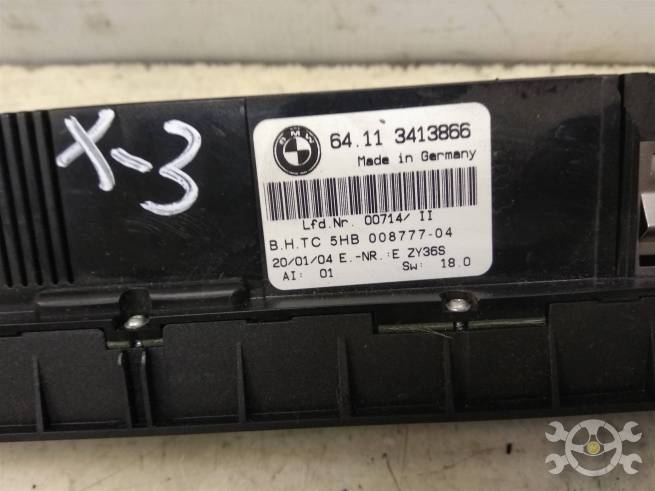 X-3
BMW
64.11 3413866
Made in Germany
Lfd.Nr. 00714/ II
B.H.TC 5HB 008777-04
20/01/04 E.-NR.:E ZY36S
AI: 01 SW: 18.0